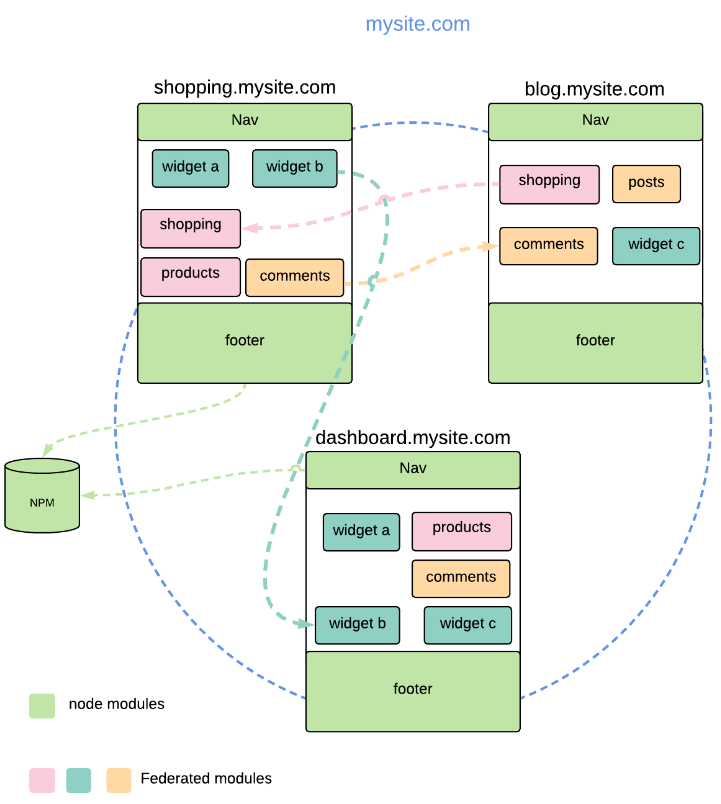 mysite.com
shopping.mysite.com
Nav
widget a
widget b
shopping
products
comments
footer
blog.mysite.com
Nav
shopping
posts
comments
widget c
footer
NPM
dashboard.mysite.com
Nav
widget a
products
comments
widget b
widget c
footer
node modules
Federated modules